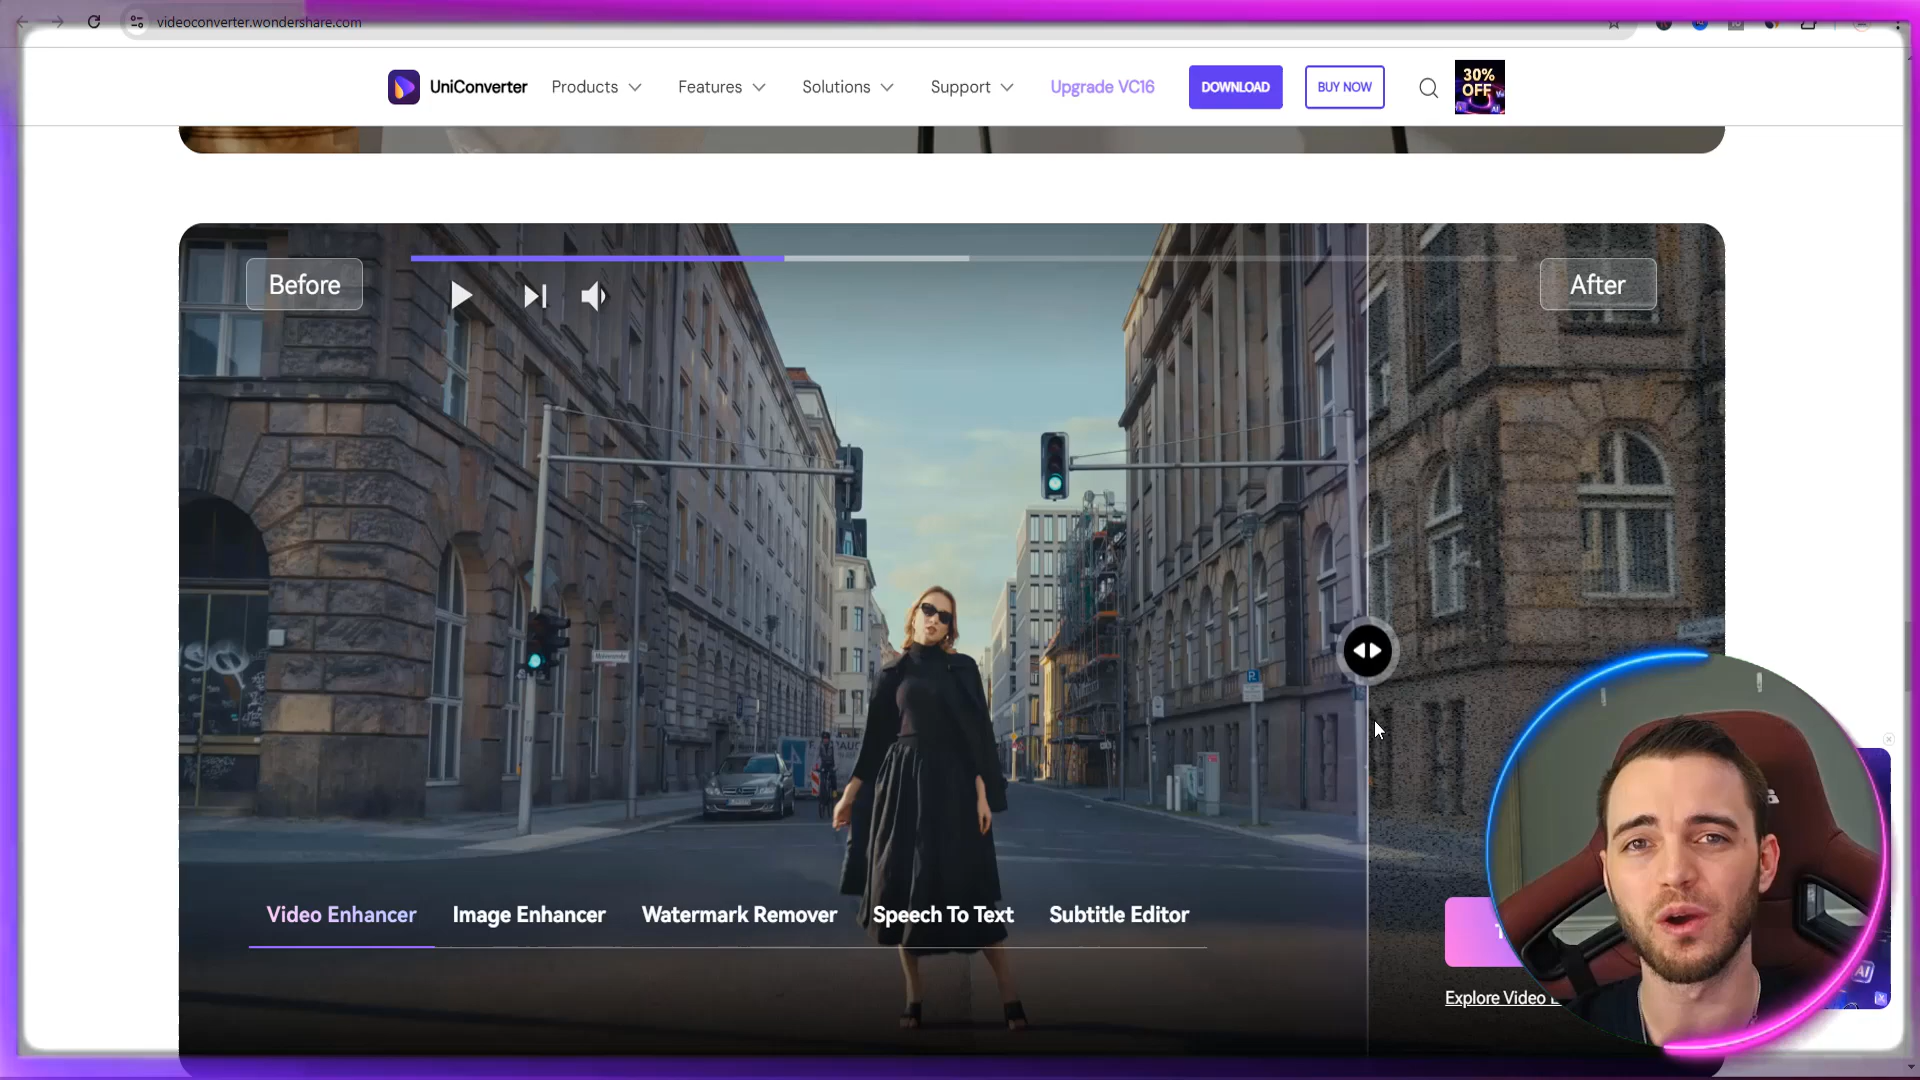 videoconverter.wondershare.com
UniConverter
Products
Features
Solutions
Support
Upgrade VC16
DOWNLOAD
BUY NOW
30%
OFF
Before
After
Video Enhancer
Image Enhancer
Watermark Remover
Speech To Text
Subtitle Editor
Explore Video
AI